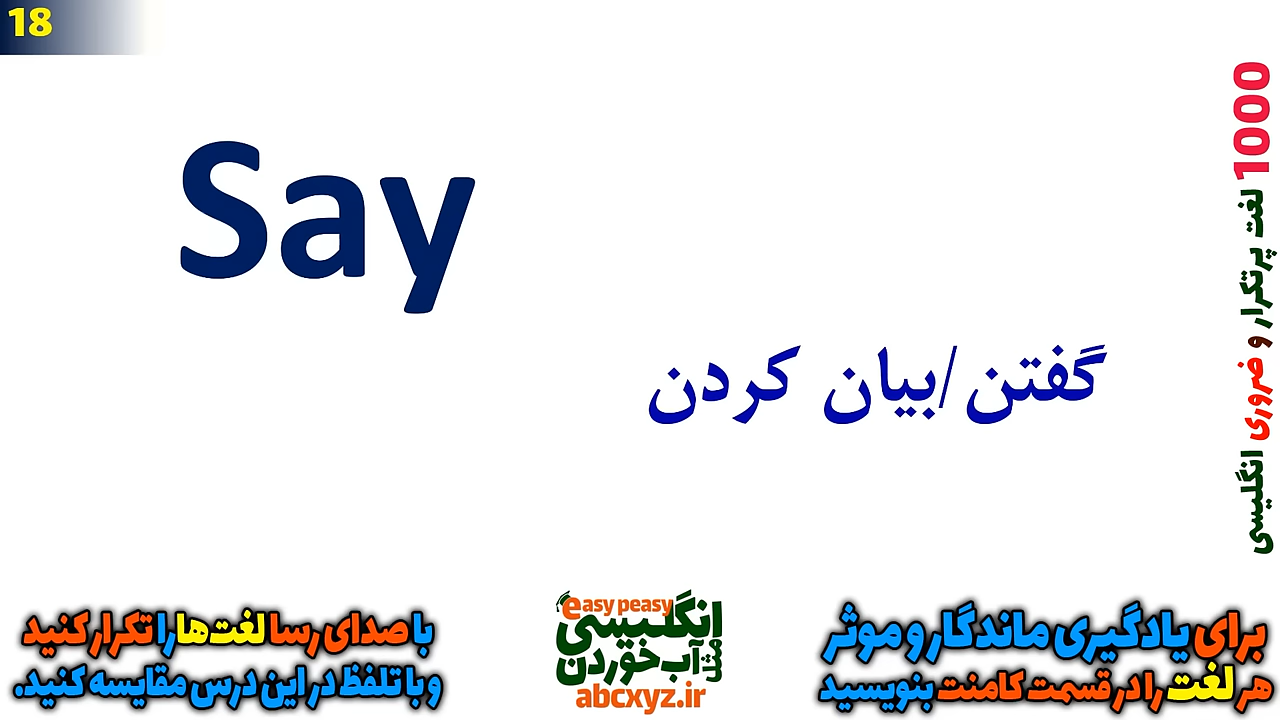 18
Say
گفتن/بیان کردن
1000 لغت پرتکرار و ضروری انگلیسی
با صدای رسا لغت‌ها را تکرار کنید
و با تلفظ در این درس مقایسه کنید.
easy peasy
انگلیسی
مثل
آب خوردن
abcxyz.ir
برای یادگیری ماندگار و موثر
هر لغت را در قسمت کامنت بنویسید